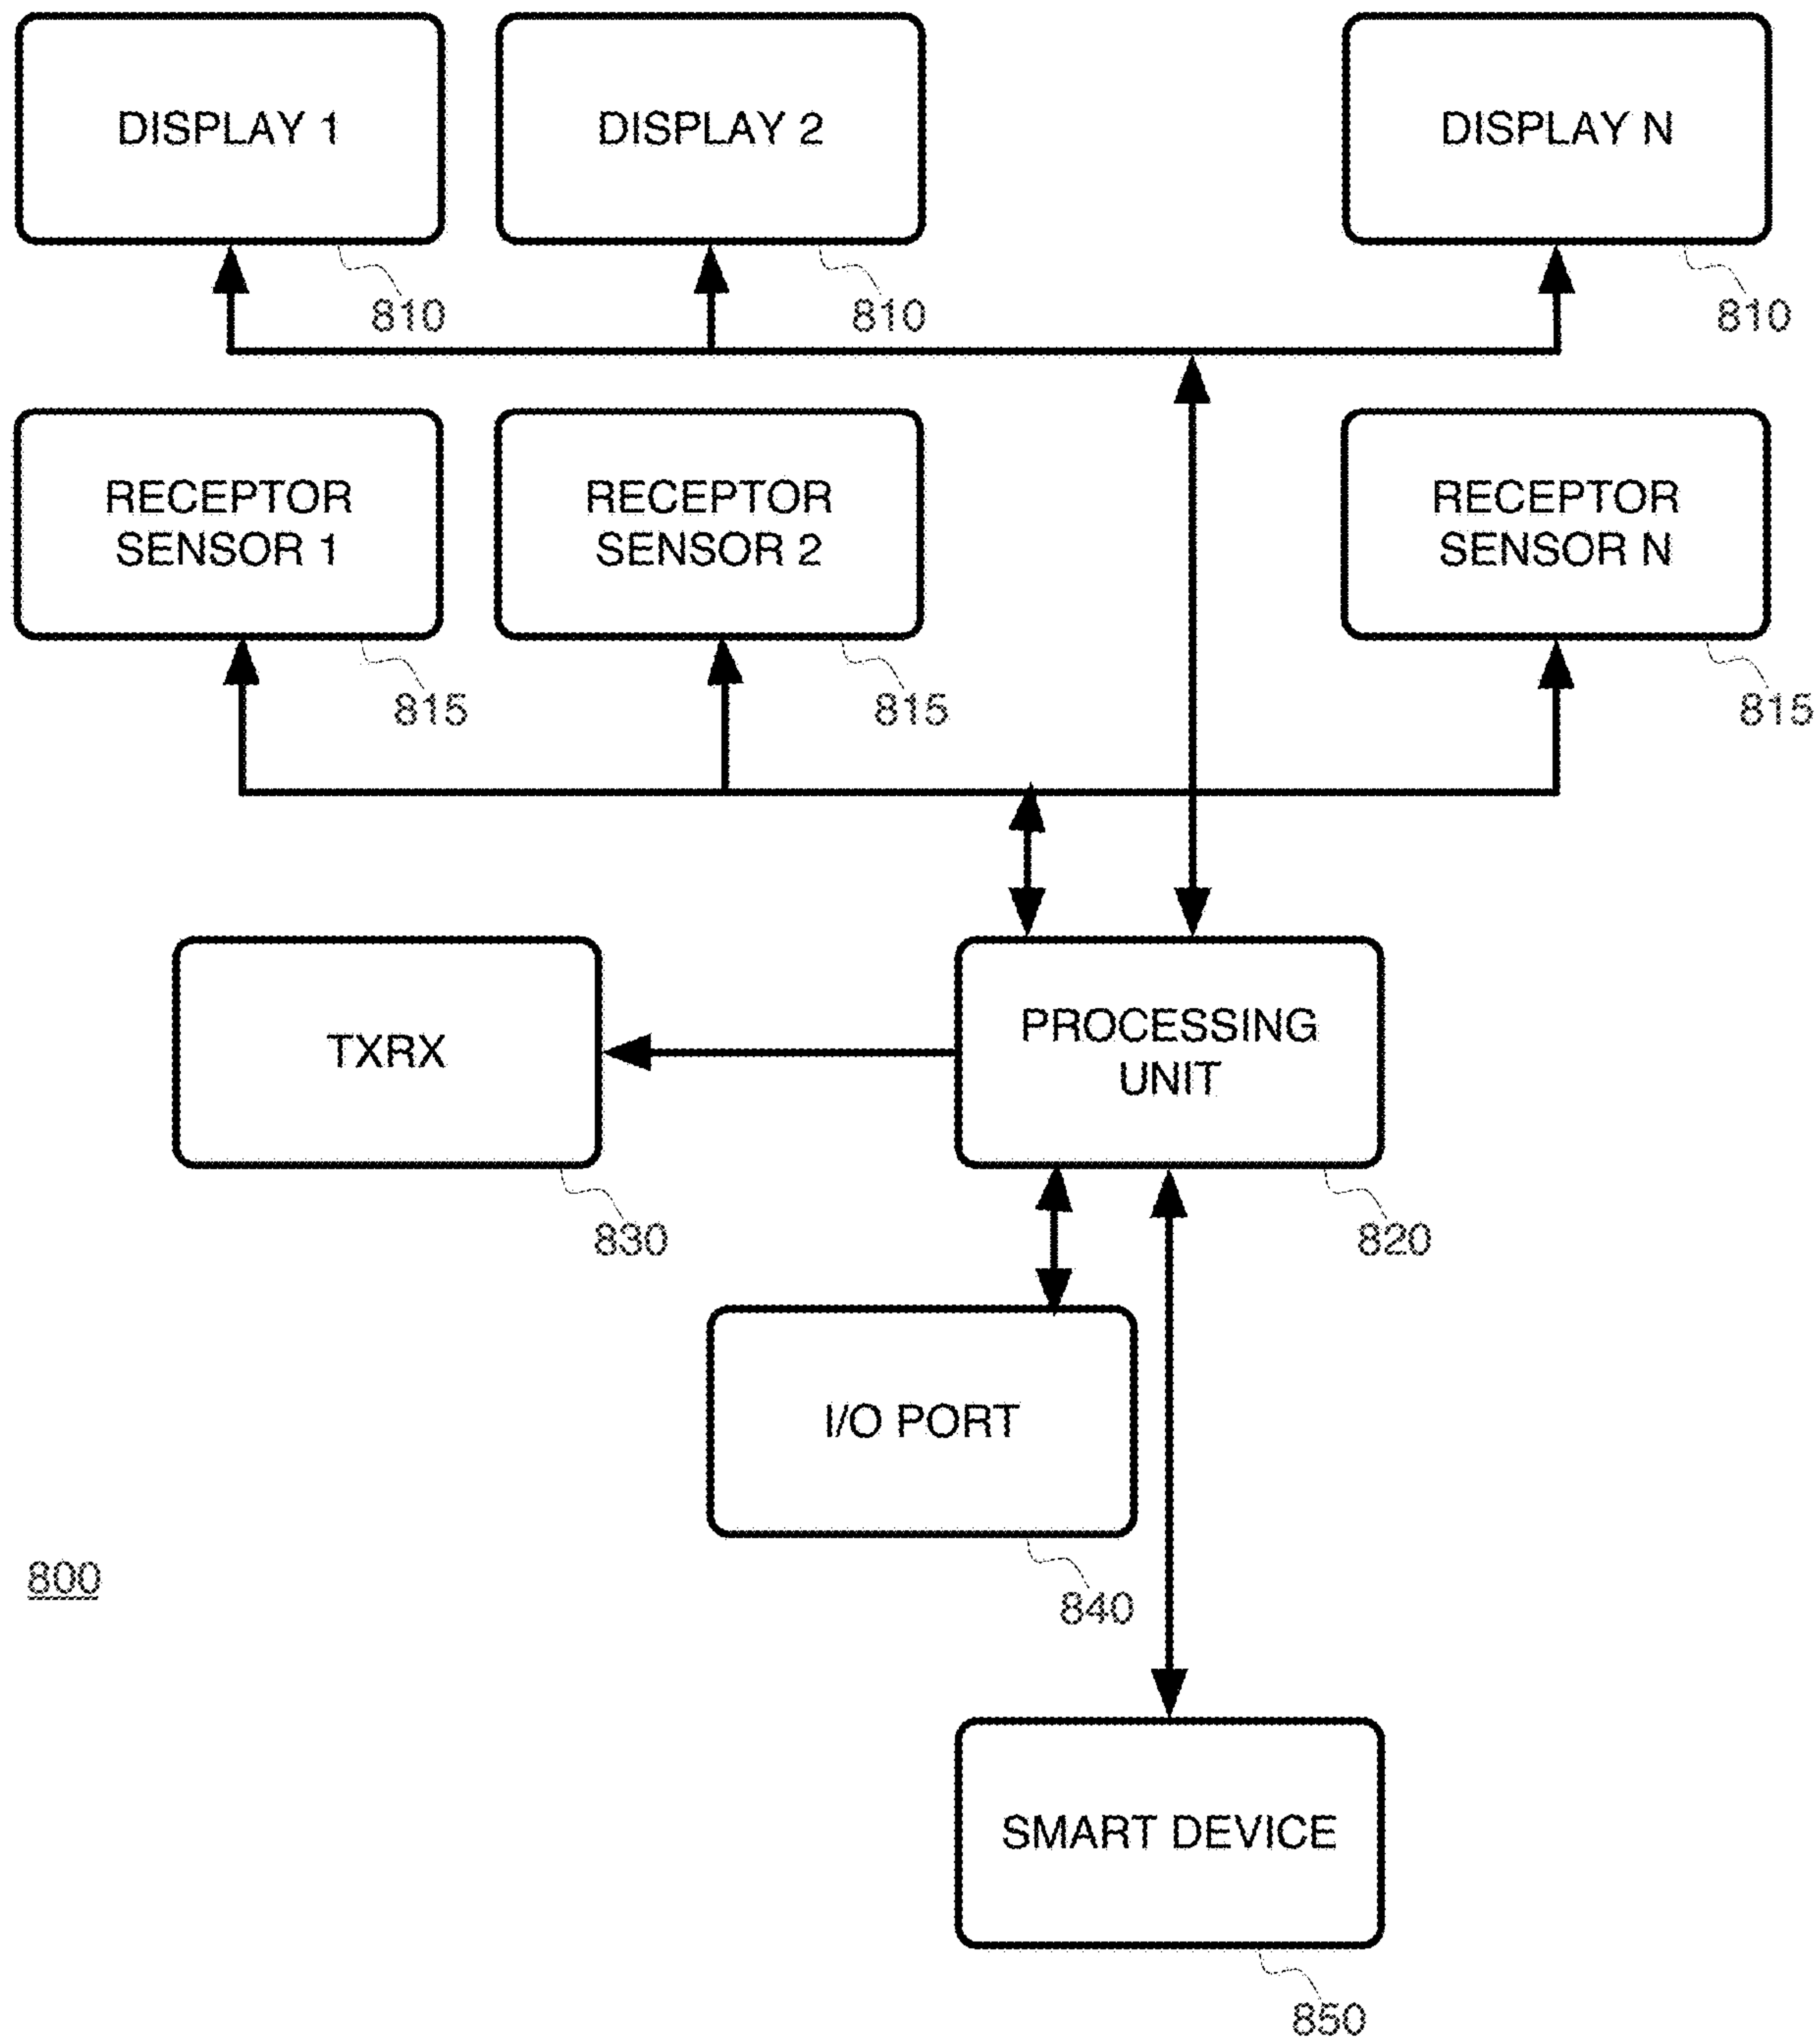 DISPLAY 1
DISPLAY 2
DISPLAY N
810
810
810
RECEPTOR
SENSOR 1
RECEPTOR
SENSOR 2
RECEPTOR
SENSOR N
815
815
815
TXRX
PROCESSING
UNIT
830
820
I/O PORT
800
840
SMART DEVICE
850